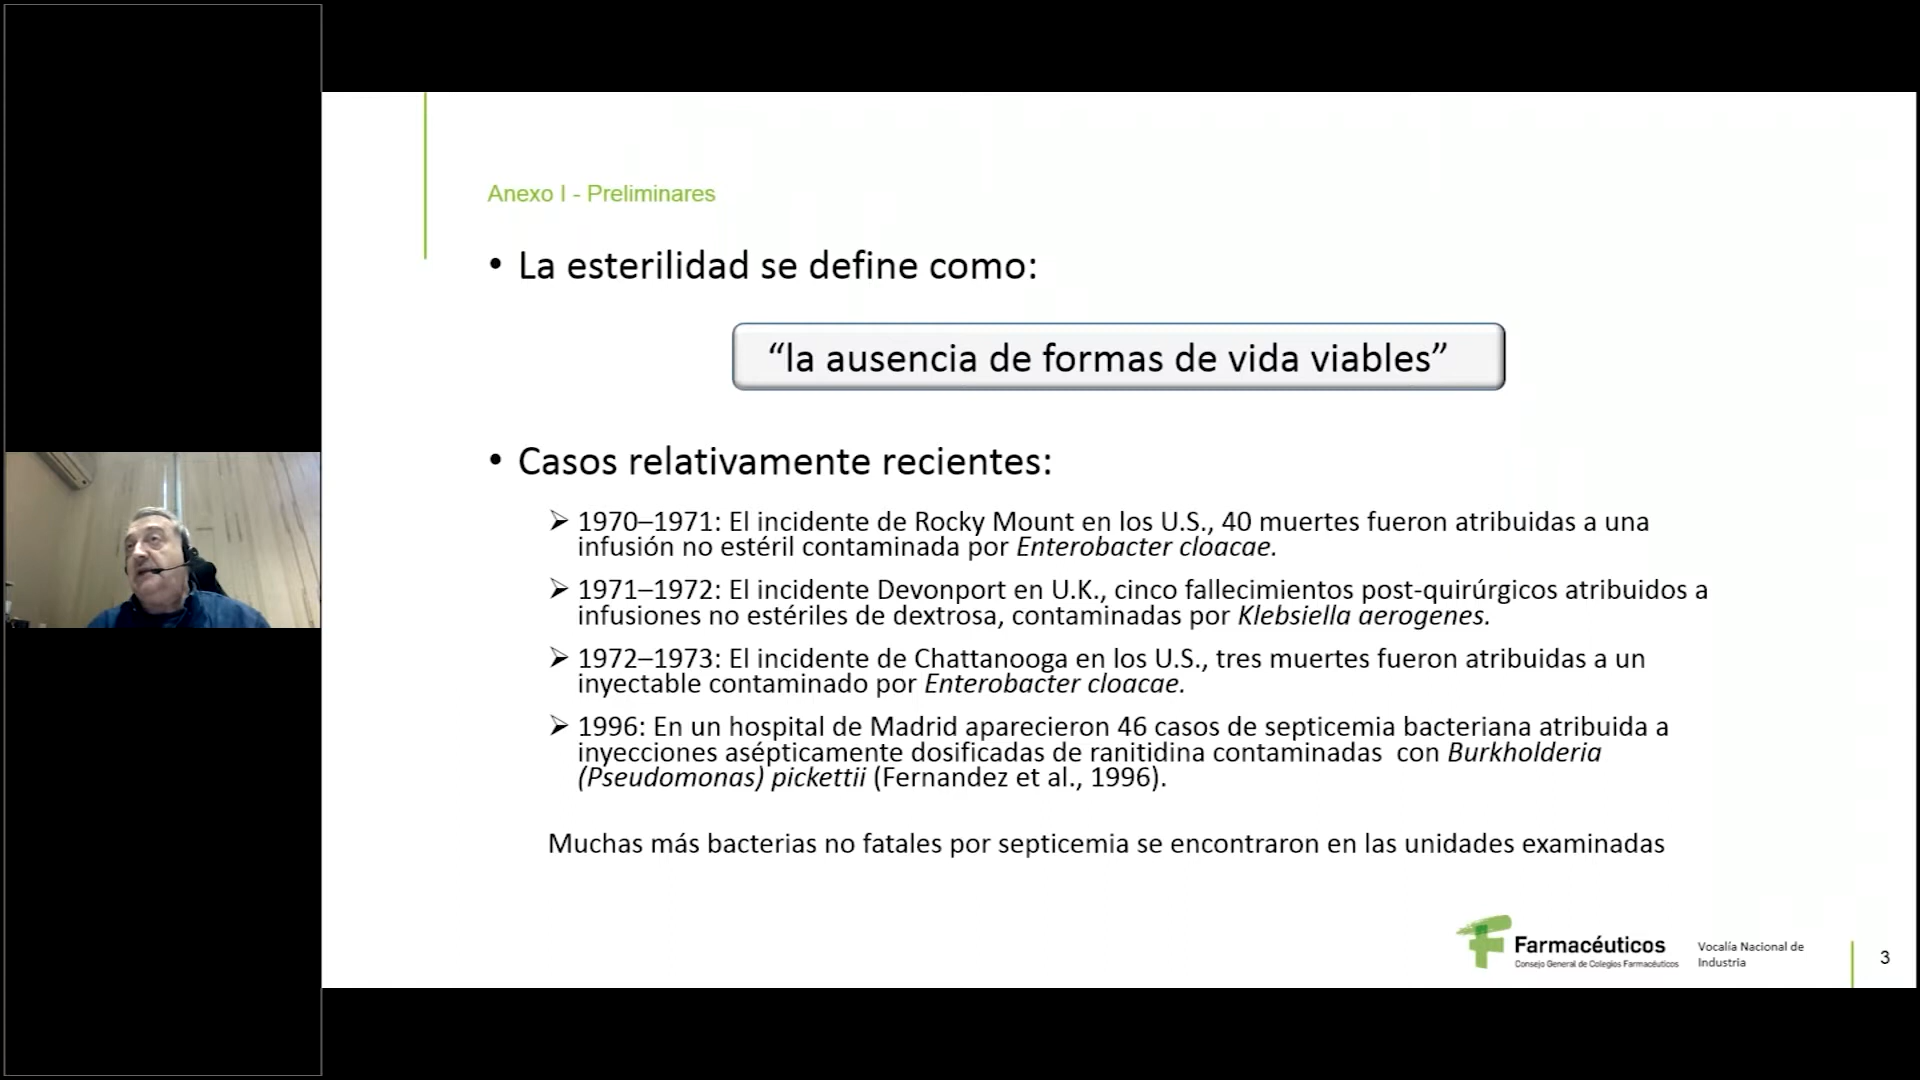 Anexo I - Preliminares
• La esterilidad se define como:
“la ausencia de formas de vida viables”
• Casos relativamente recientes:
➢ 1970–1971: El incidente de Rocky Mount en los U.S., 40 muertes fueron atribuidas a una
infusión no estéril contaminada por Enterobacter cloacae.
➢ 1971–1972: El incidente Devonport en U.K., cinco fallecimientos post-quirúrgicos atribuidos a
infusiones no estériles de dextrosa, contaminadas por Klebsiella aerogenes.
➢ 1972–1973: El incidente de Chattanooga en los U.S., tres muertes fueron atribuidas a un
inyectable contaminado por Enterobacter cloacae.
➢ 1996: En un hospital de Madrid aparecieron 46 casos de septicemia bacteriana atribuida a
inyecciones asépticamente dosificadas de ranitidina contaminadas  con Burkholderia
(Pseudomonas) pickettii (Fernandez et al., 1996).
Muchas más bacterias no fatales por septicemia se encontraron en las unidades examinadas
Farmacéuticos
Consejo General de Colegios Farmacéuticos
Vocalía Nacional de
Industria
3